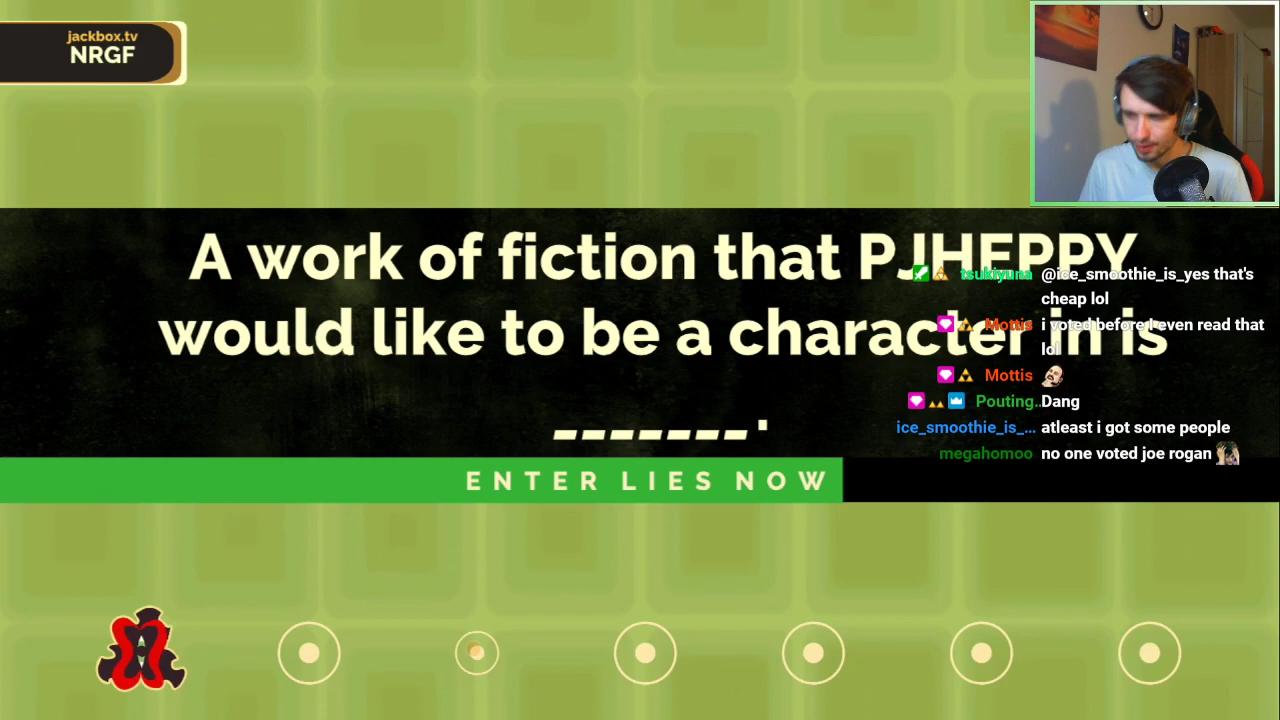 jackbox.tv
NRGF
A work of fiction that PJHEPPY
would like to be a character in is
_______.
ENTER LIES NOW
tsukiyuna @ice_smoothie_is_yes that's
cheap lol
Mottis i voted before I even read that
lol
Mottis
Pouting… Dang
ice_smoothie_is_… atleast i got some people
megahomoo no one voted joe rogan